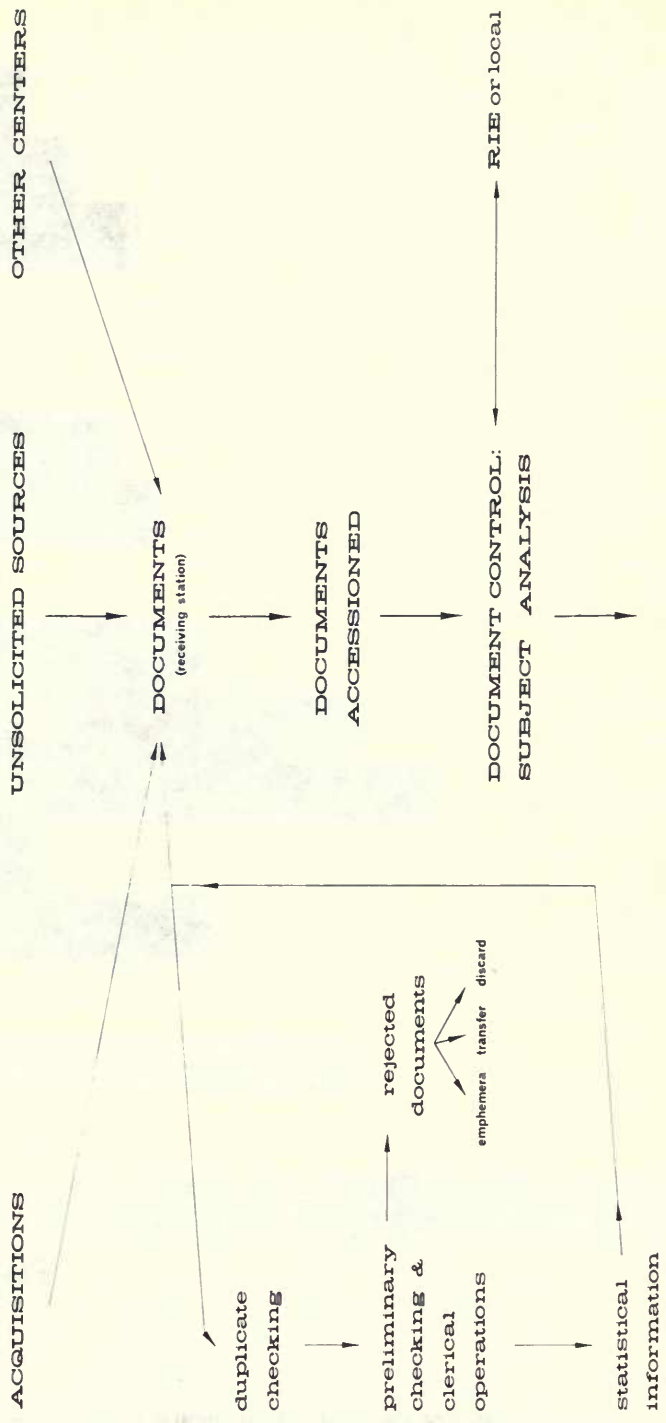 ACQUISITIONS
UNSOLICITED SOURCES
OTHER CENTERS
DOCUMENTS
(receiving station)
duplicate
checking
DOCUMENTS
ACCESSIONED
preliminary
checking &
clerical
operations
rejected
documents
emphemera
transfer
discard
DOCUMENT CONTROL:
SUBJECT ANALYSIS
RIE or local
statistical
information